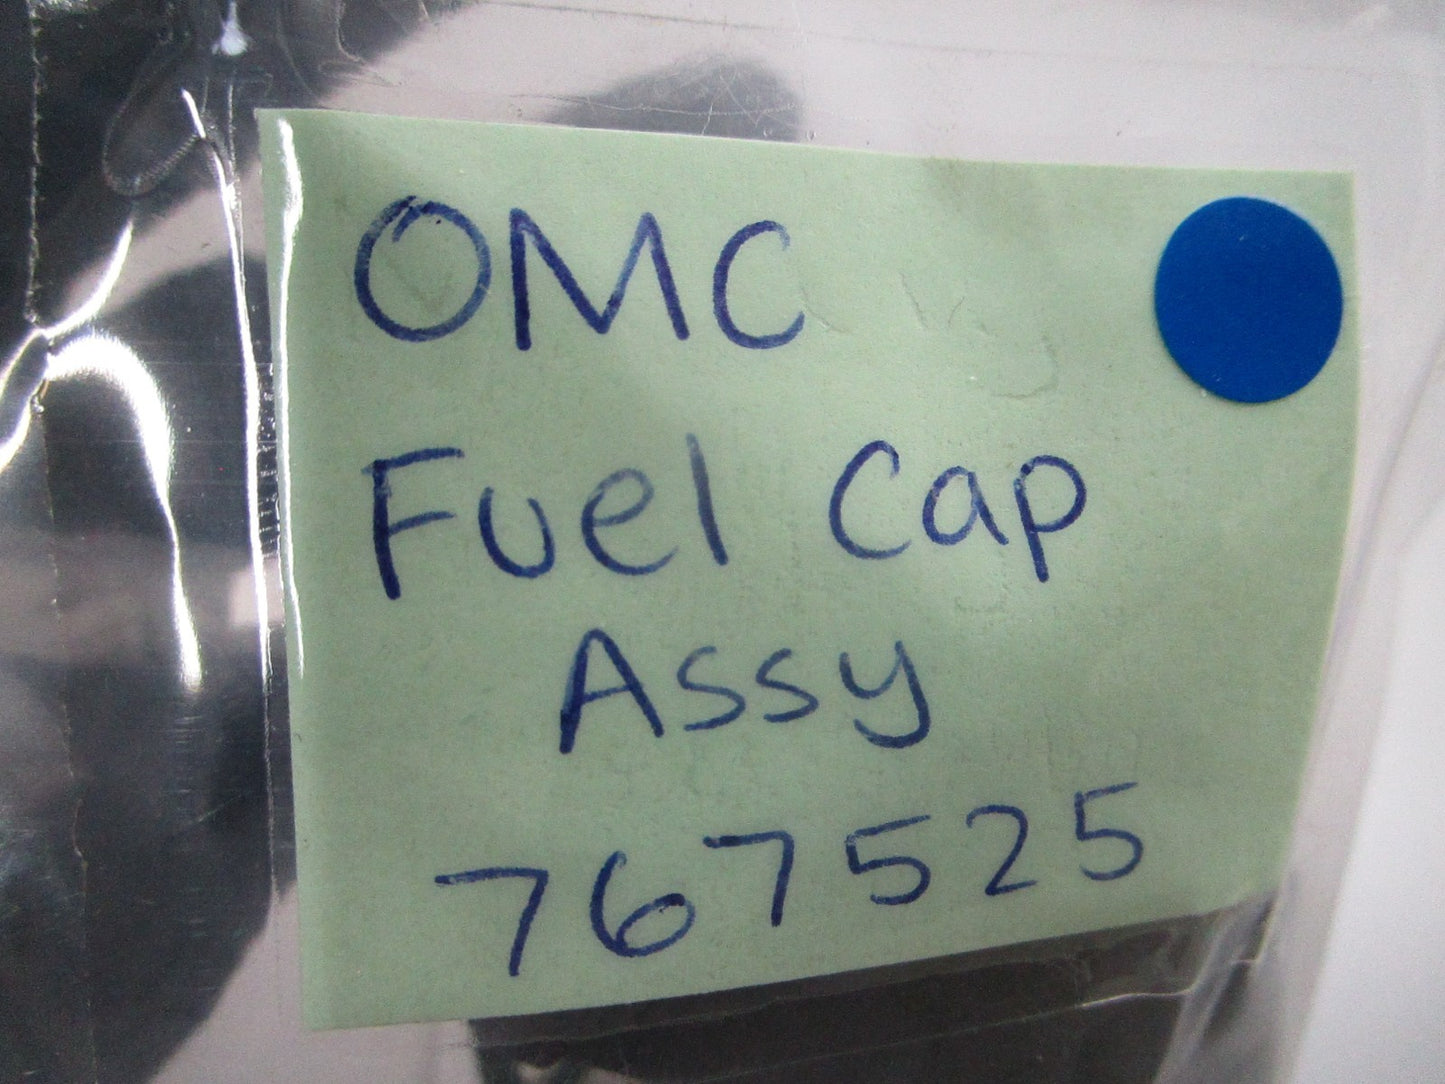 OMC
Fuel Cap
Assy
767525